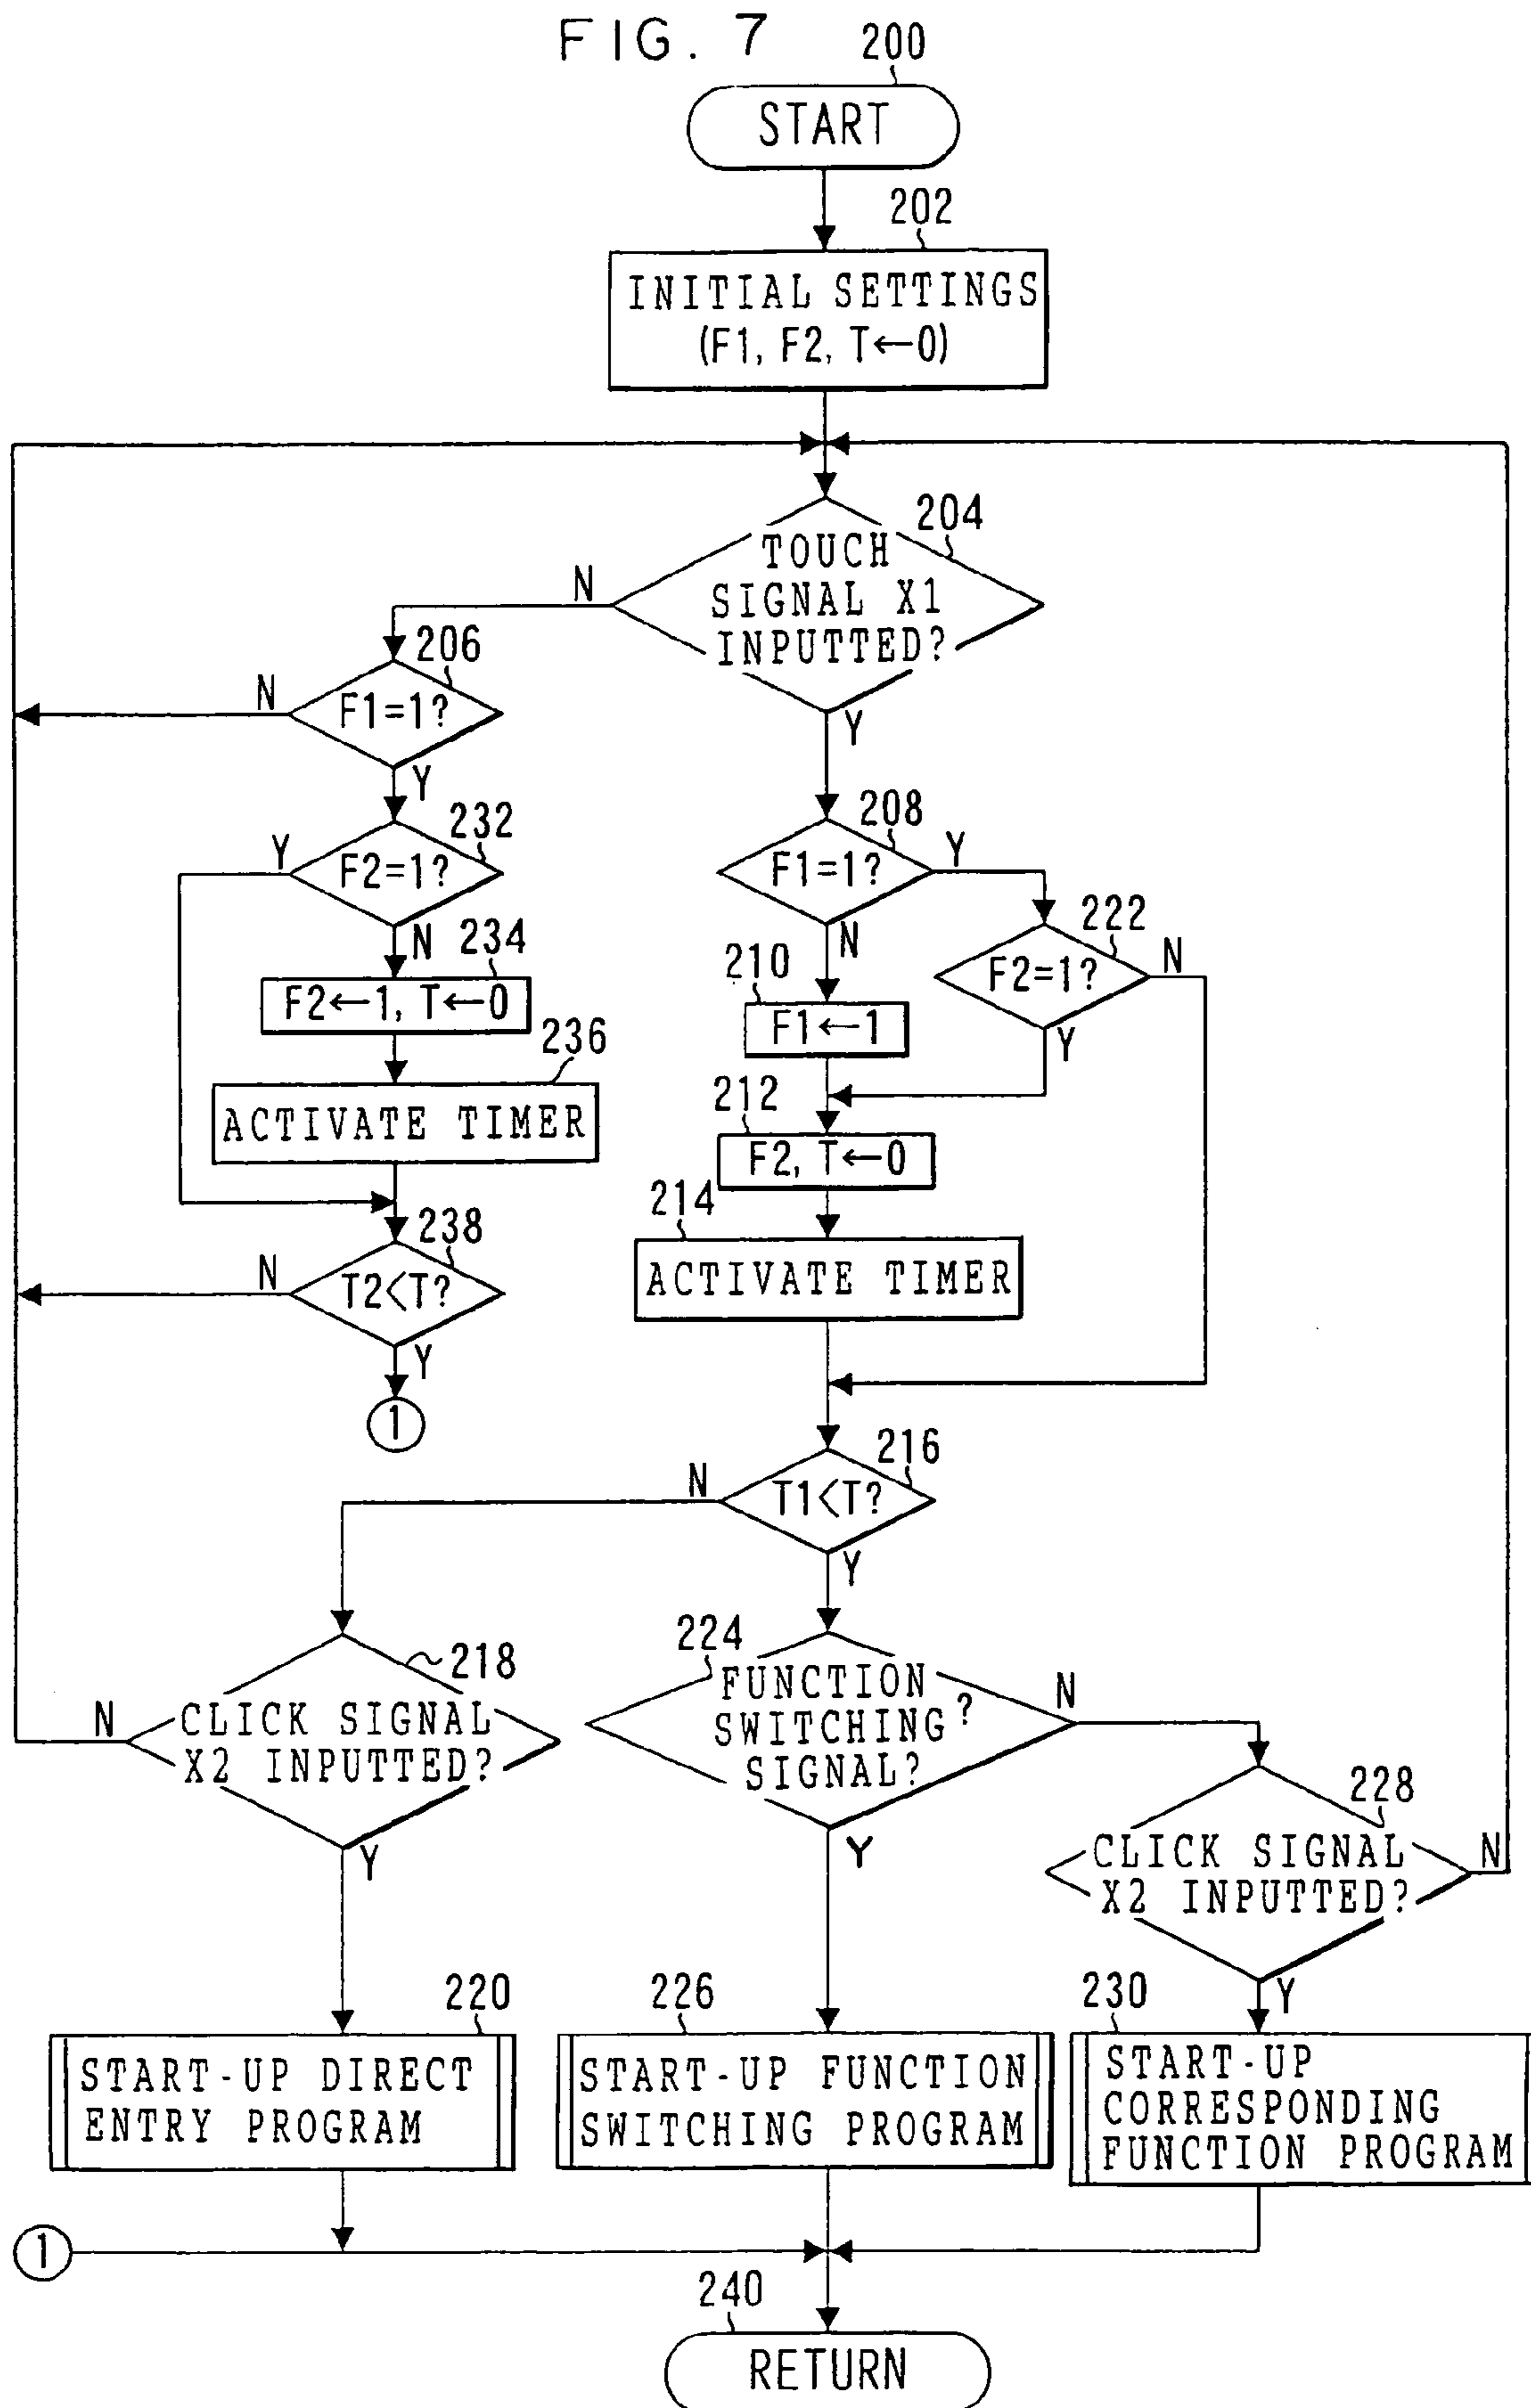 FIG. 7
200
START
202
INITIAL SETTINGS
(F1, F2, T←0)
204
TOUCH
SIGNAL X1
INPUTTED?
N
Y
206
F1=1?
N
Y
208
F1=1?
Y
N
232
F2=1?
Y
N
222
F2=1?
N
Y
234
F2←1, T←0
210
F1←1
236
ACTIVATE TIMER
212
F2, T←0
214
ACTIVATE TIMER
238
T2<T?
N
Y
1
216
T1<T?
N
Y
218
CLICK SIGNAL
X2 INPUTTED?
N
Y
224
FUNCTION
SWITCHING ?
SIGNAL?
N
Y
228
CLICK SIGNAL
X2 INPUTTED?
N
Y
220
START-UP DIRECT
ENTRY PROGRAM
226
START-UP FUNCTION
SWITCHING PROGRAM
230
START-UP
CORRESPONDING
FUNCTION PROGRAM
1
240
RETURN